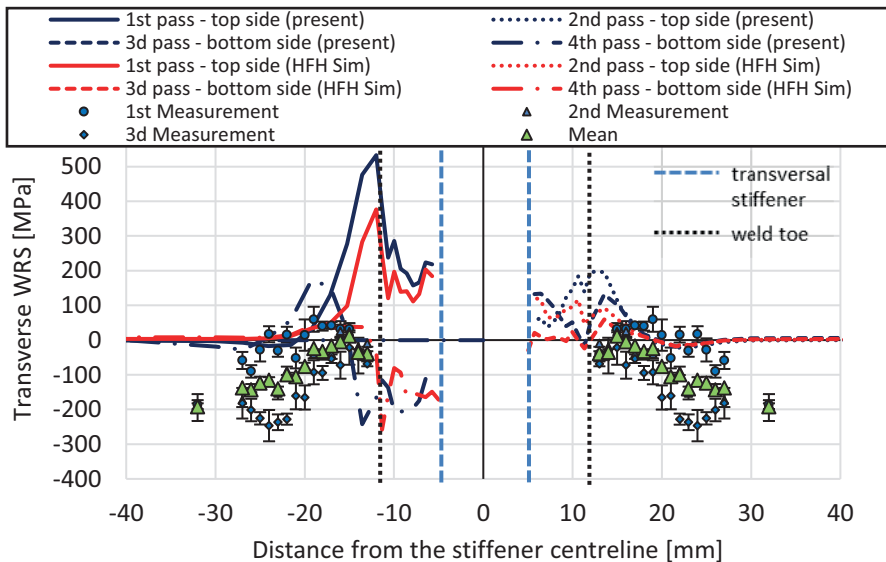 1st pass - top side (present) 2nd pass - top side (present)
3d pass - bottom side (present) 4th pass - bottom side (present)
1st pass - top side (HFH Sim) 2nd pass - top side (HFH Sim)
3d pass - bottom side (HFH Sim) 4th pass - bottom side (HFH Sim)
1st Measurement 2nd Measurement
3d Measurement Mean
500
400
300
200
100
0
-100
-200
-300
-400
Transverse WRS [MPa]
transversal
stiffener
weld toe
-40 -30 -20 -10 0 10 20 30 40
Distance from the stiffener centreline [mm]